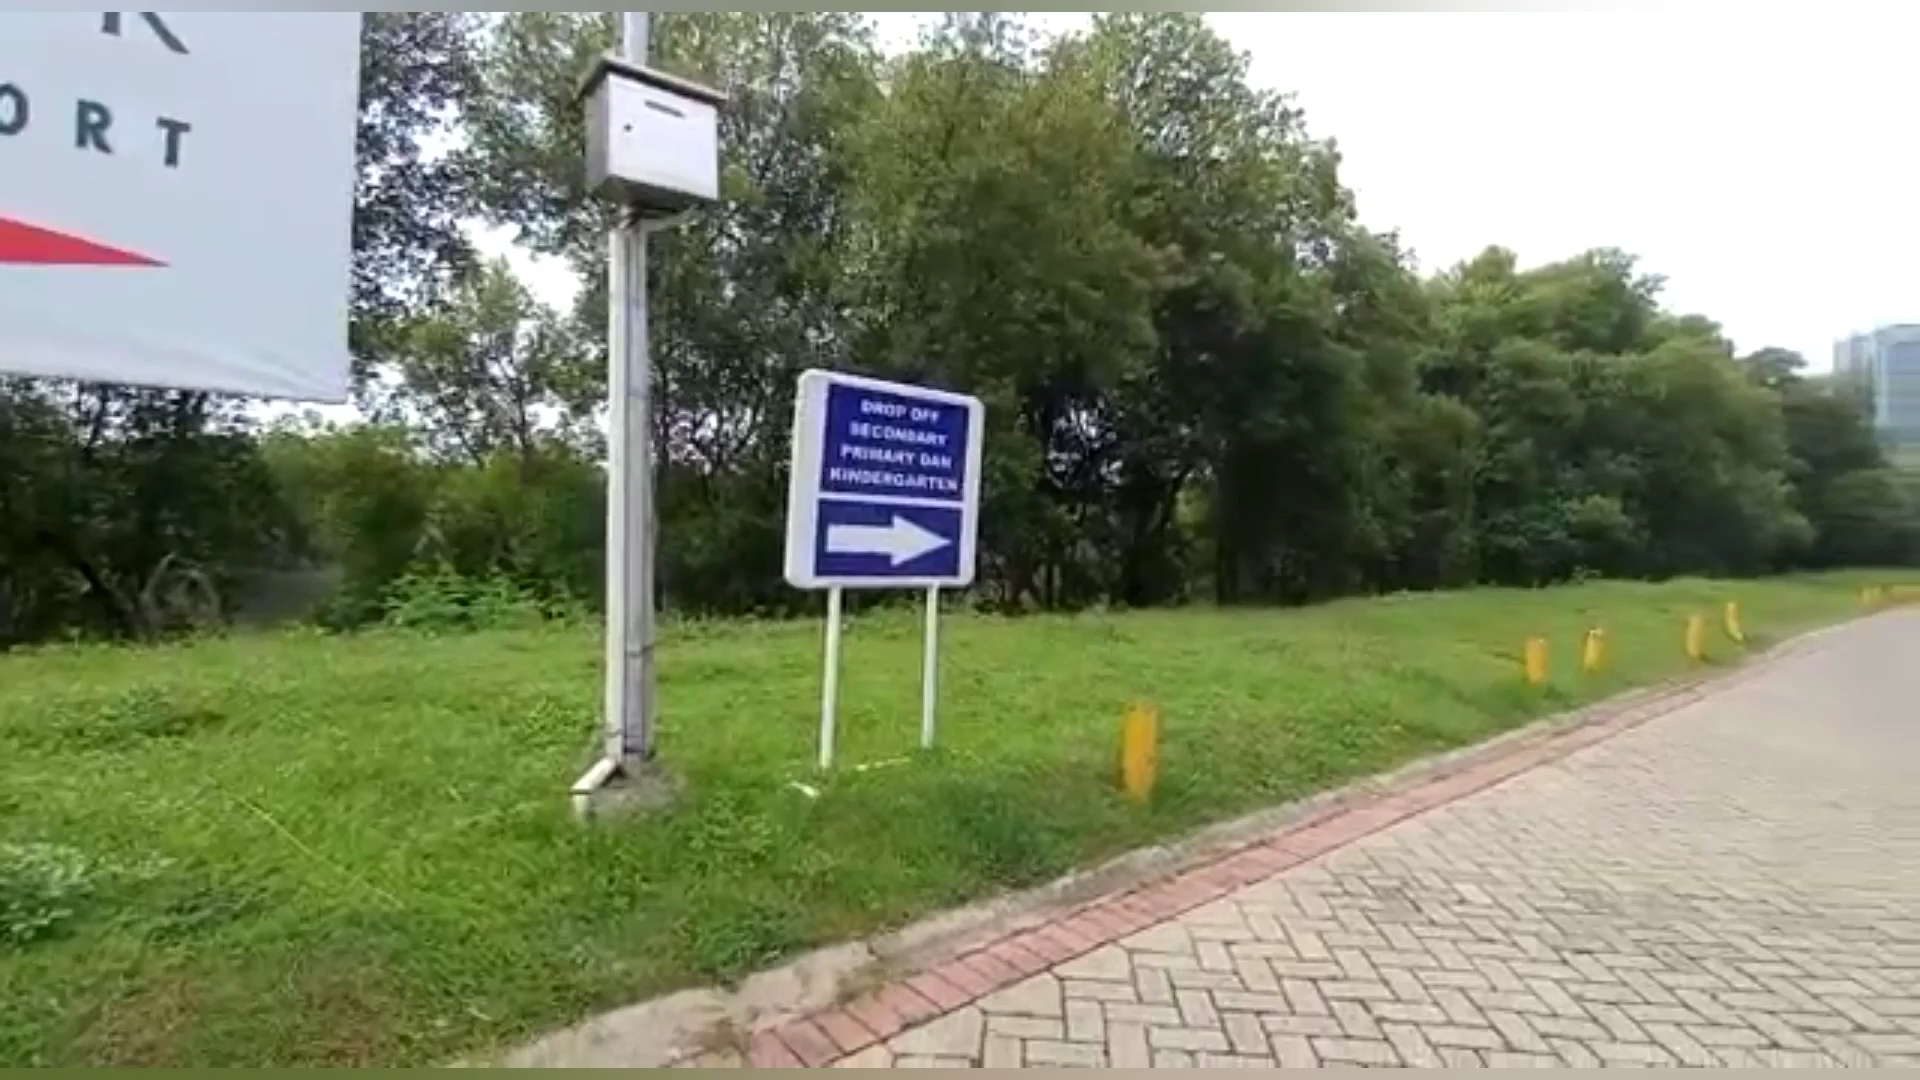 K
ORT
DROP OFF
SECONDARY
PRIMARY DAN
KINDERGARTEN